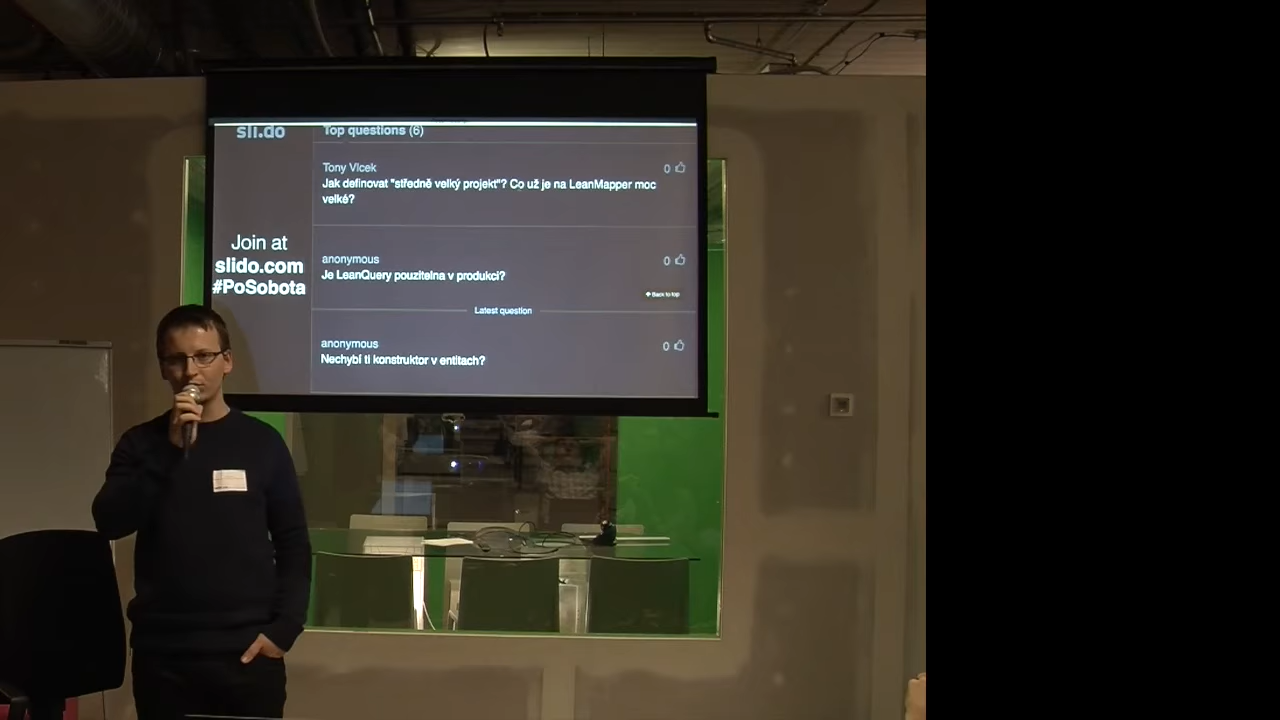 sli.do
Top questions (6)
Tony Vlcek
0
Jak definovat "středně velký projekt"? Co už je na LeanMapper moc
velké?
Join at
slido.com
#PoSobota
anonymous
0
Je LeanQuery pouzitelna v produkci?
Back to top
Latest question
anonymous
0
Nechybí ti konstruktor v entitach?